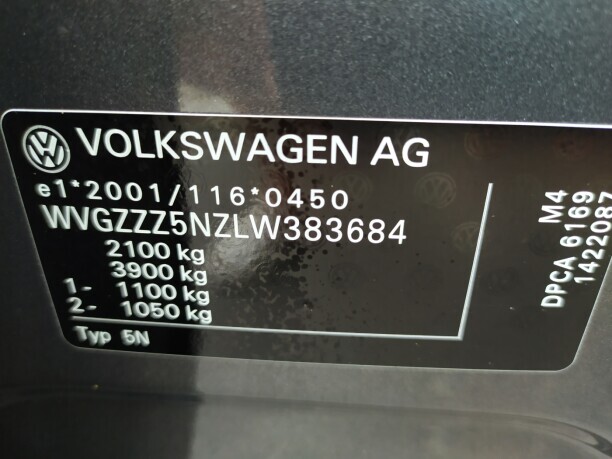 VOLKSWAGEN AG
e1*2001/116*0450
WVGZZZ5NZLW383684
2100 kg
3900 kg
1- 1100 kg
2- 1050 kg
Typ 5N
M4
DPCA 6169
1422087